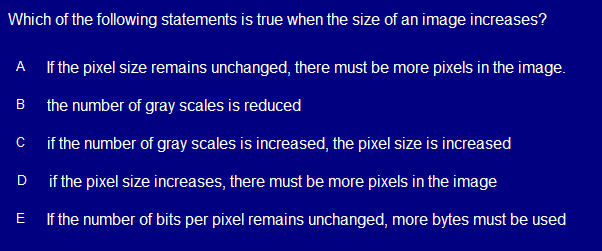 Which of the following statements is true when the size of an image increases?
A If the pixel size remains unchanged, there must be more pixels in the image.
B the number of gray scales is reduced
C if the number of gray scales is increased, the pixel size is increased
D if the pixel size increases, there must be more pixels in the image
E If the number of bits per pixel remains unchanged, more bytes must be used